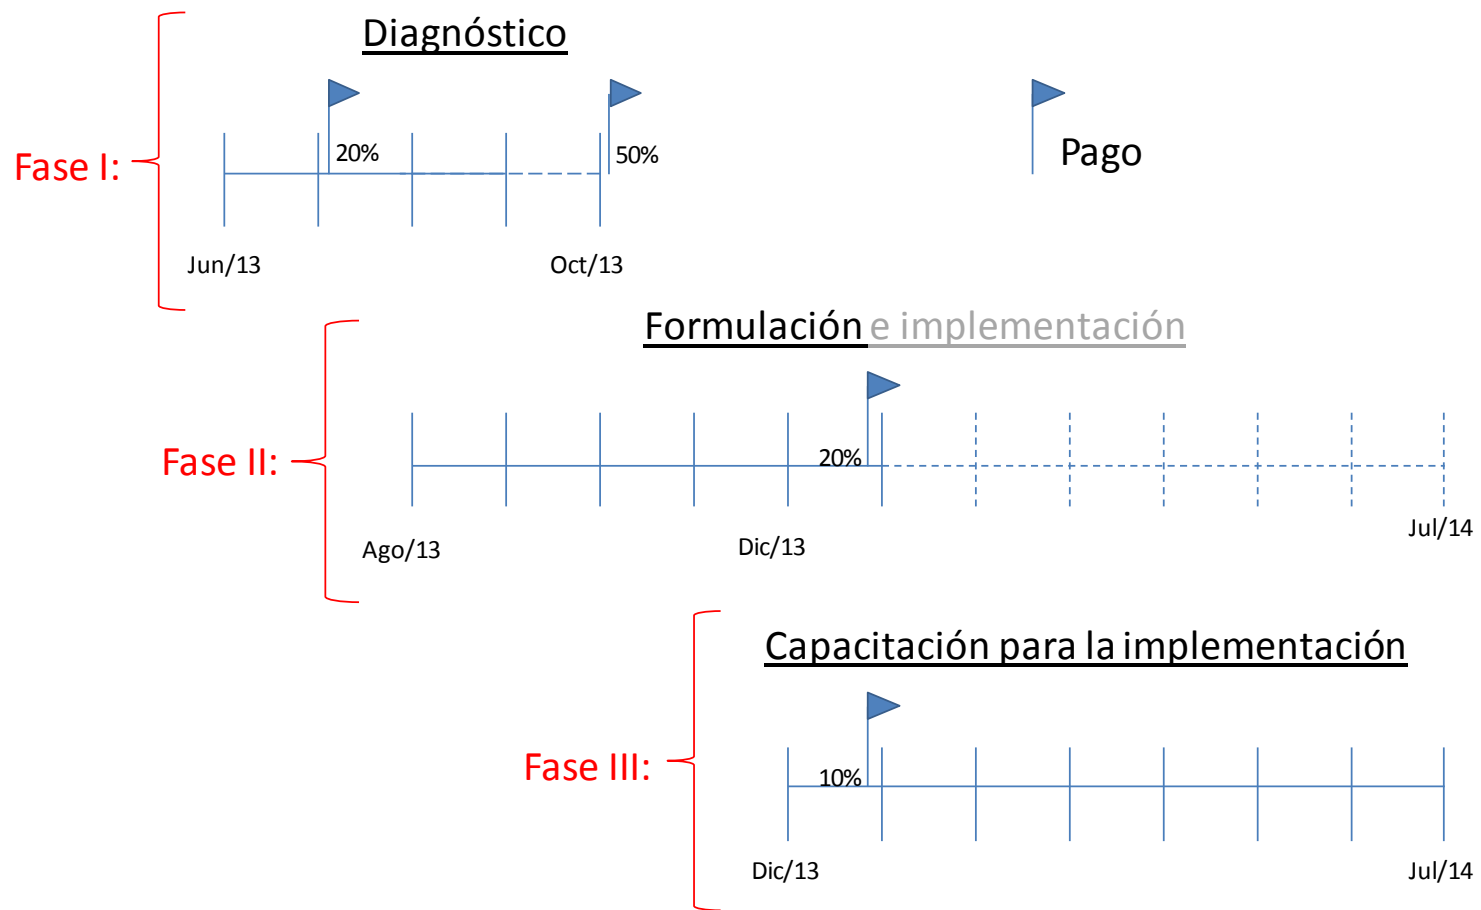 Diagnóstico
Fase I:
20%
50%
Pago
Jun/13
Oct/13
Formulación e implementación
Fase II:
20%
Ago/13
Dic/13
Jul/14
Capacitación para la implementación
Fase III:
10%
Dic/13
Jul/14